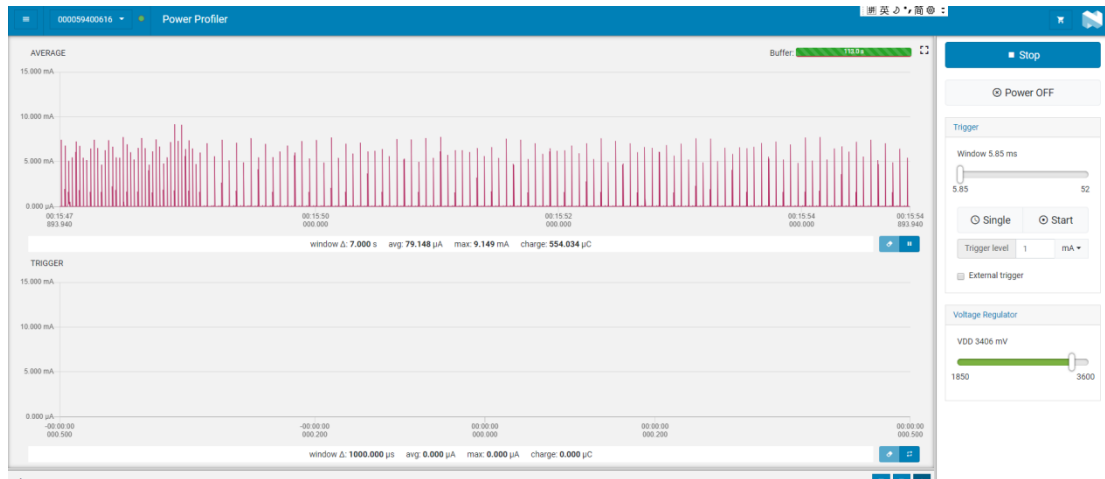 000059400616
Power Profiler
英
简
AVERAGE
Buffer:
113.0 s
15.000 mA
10.000 mA
5.000 mA
0.000 µA
00:15:47
893.940
00:15:50
000.000
00:15:52
000.000
00:15:54
000.000
00:15:54
893.940
window Δ: 7.000 s avg: 79.148 µA max: 9.149 mA charge: 554.034 µC
TRIGGER
15.000 mA
10.000 mA
5.000 mA
0.000 µA
-00:00:00
000.500
-00:00:00
000.200
00:00:00
000.000
00:00:00
000.200
00:00:00
000.500
window Δ: 1000.000 µs avg: 0.000 µA max: 0.000 µA charge: 0.000 µC
Stop
Power OFF
Trigger
Window 5.85 ms
5.85 52
Single Start
Trigger level 1 mA
External trigger
Voltage Regulator
VDD 3406 mV
1850 3600